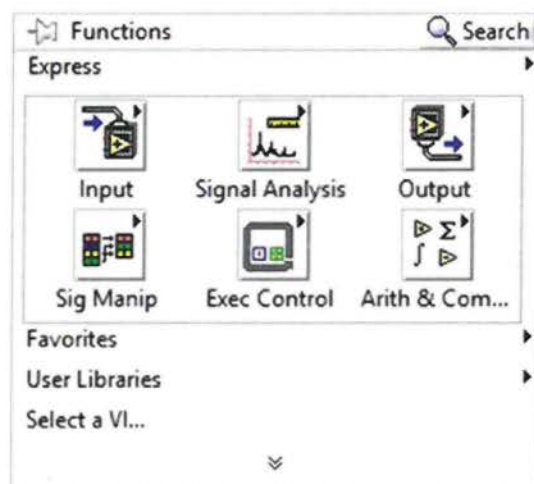 Functions Search
Express
Input Signal Analysis Output
Sig Manip Exec Control Arith & Com...
Favorites
User Libraries
Select a VI...